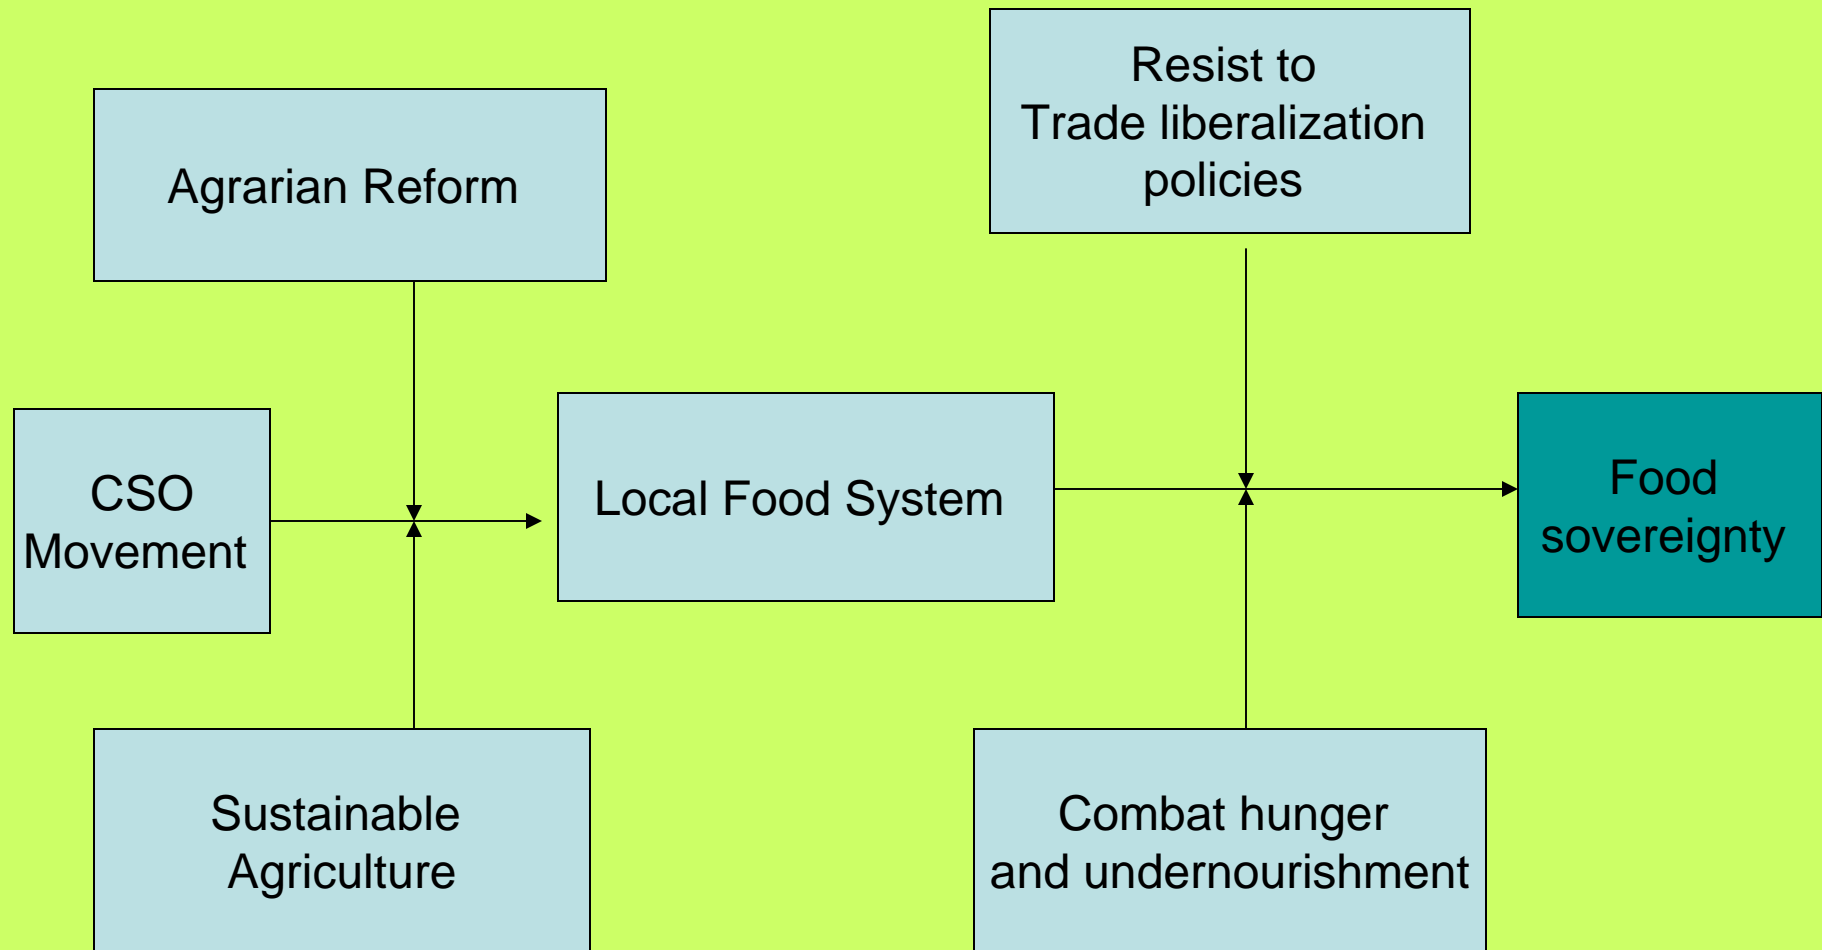 Resist to
Trade liberalization
policies
Agrarian Reform
CSO
Movement
Local Food System
Food
sovereignty
Sustainable
Agriculture
Combat hunger
and undernourishment